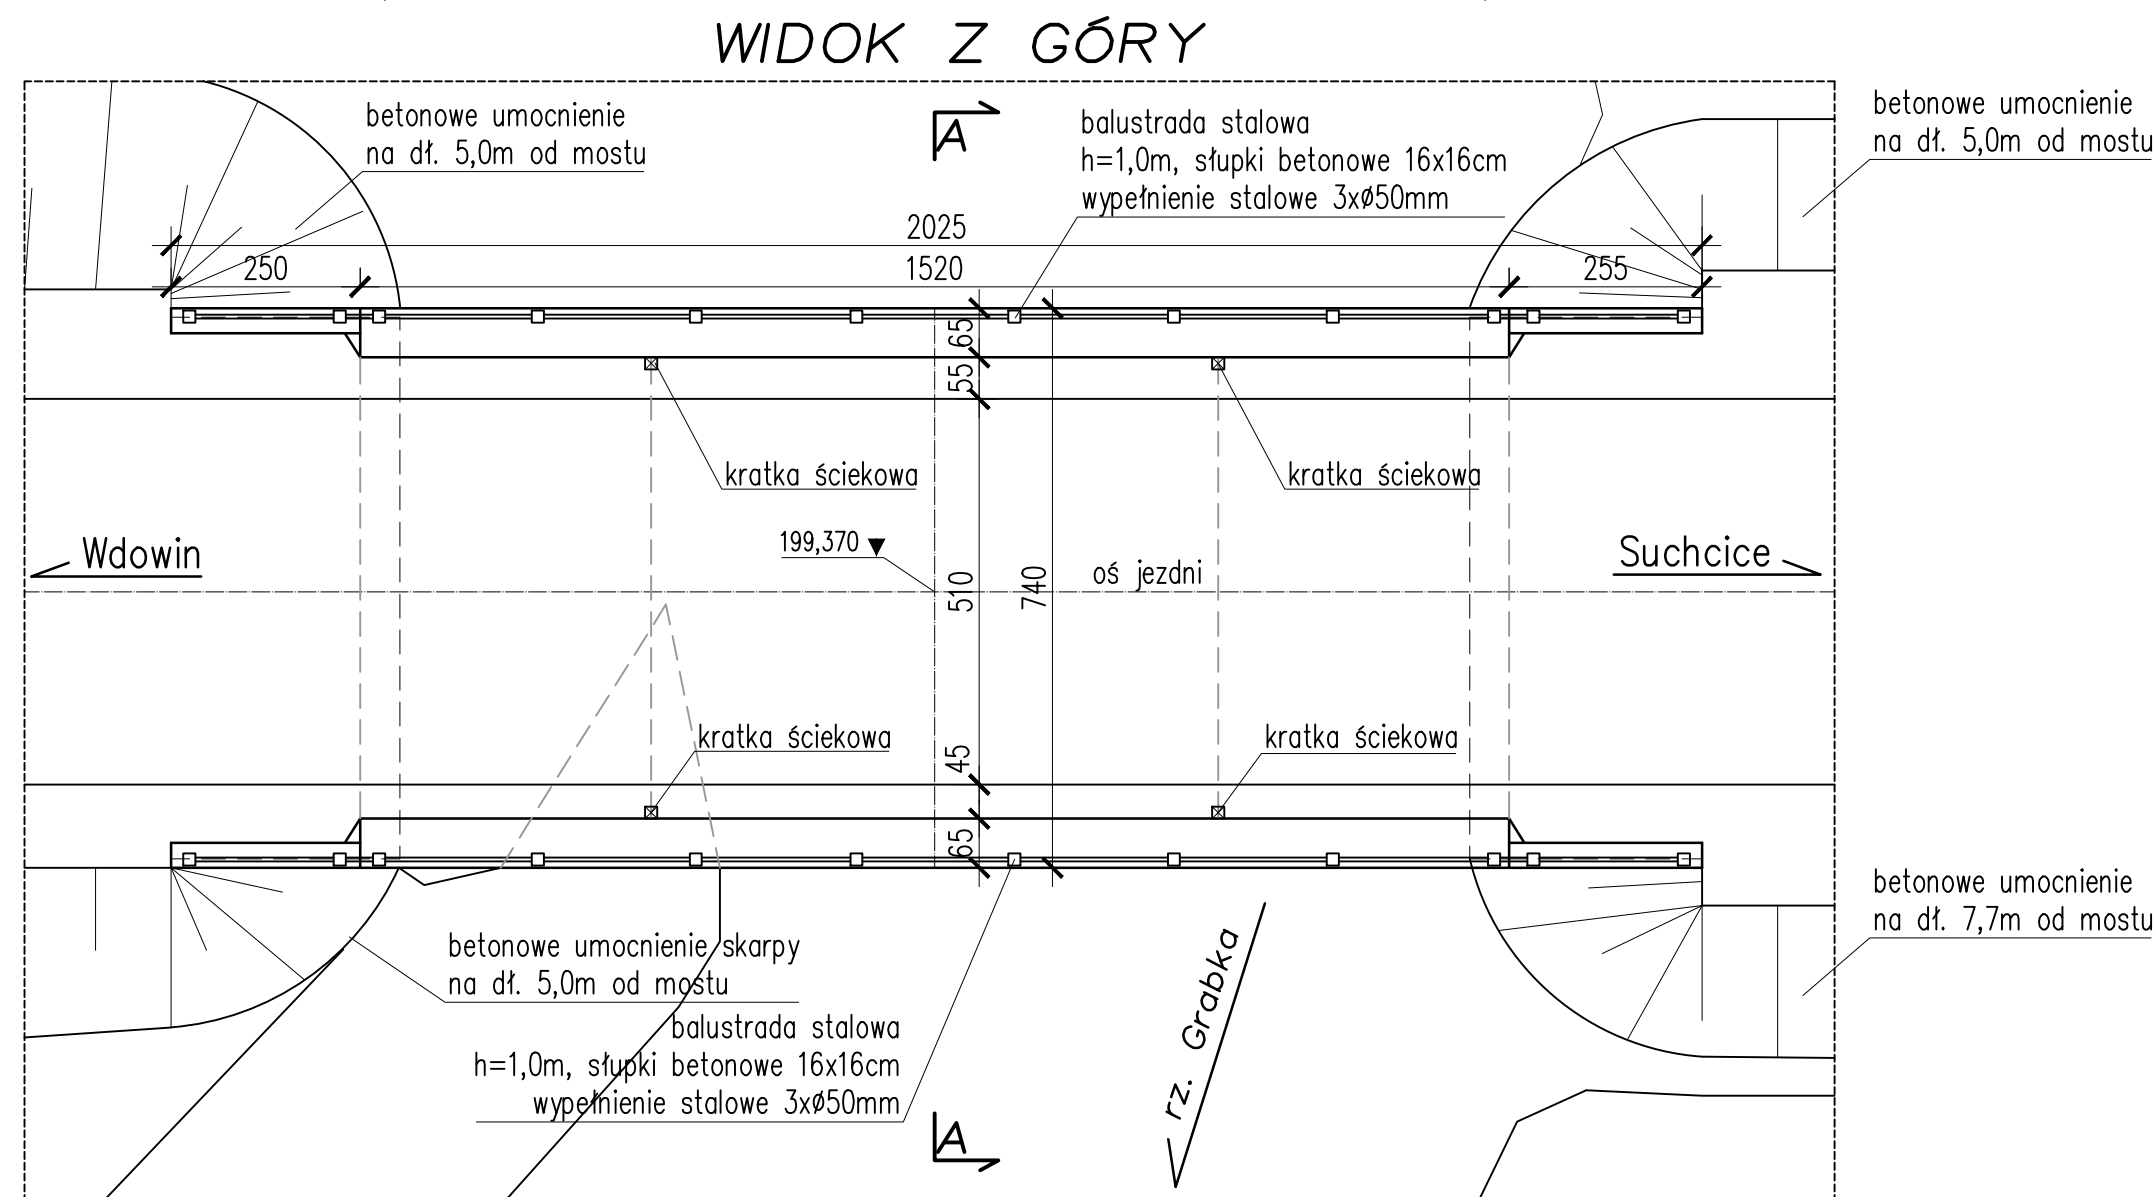 WIDOK Z GÓRY
betonowe umocnienie
na dł. 5,0m od mostu
A
balustrada stalowa
h=1,0m, słupki betonowe 16x16cm
wypełnienie stalowe 3xø50mm
betonowe umocnienie
na dł. 5,0m od mostu
2025
250
1520
255
65
55
kratka ściekowa
kratka ściekowa
199,370
Wdowin
Suchcice
oś jezdni
510
740
kratka ściekowa
kratka ściekowa
45
65
betonowe umocnienie
na dł. 7,7m od mostu
betonowe umocnienie skarpy
na dł. 5,0m od mostu
rz. Grabka
balustrada stalowa
h=1,0m, słupki betonowe 16x16cm
wypełnienie stalowe 3xø50mm
A